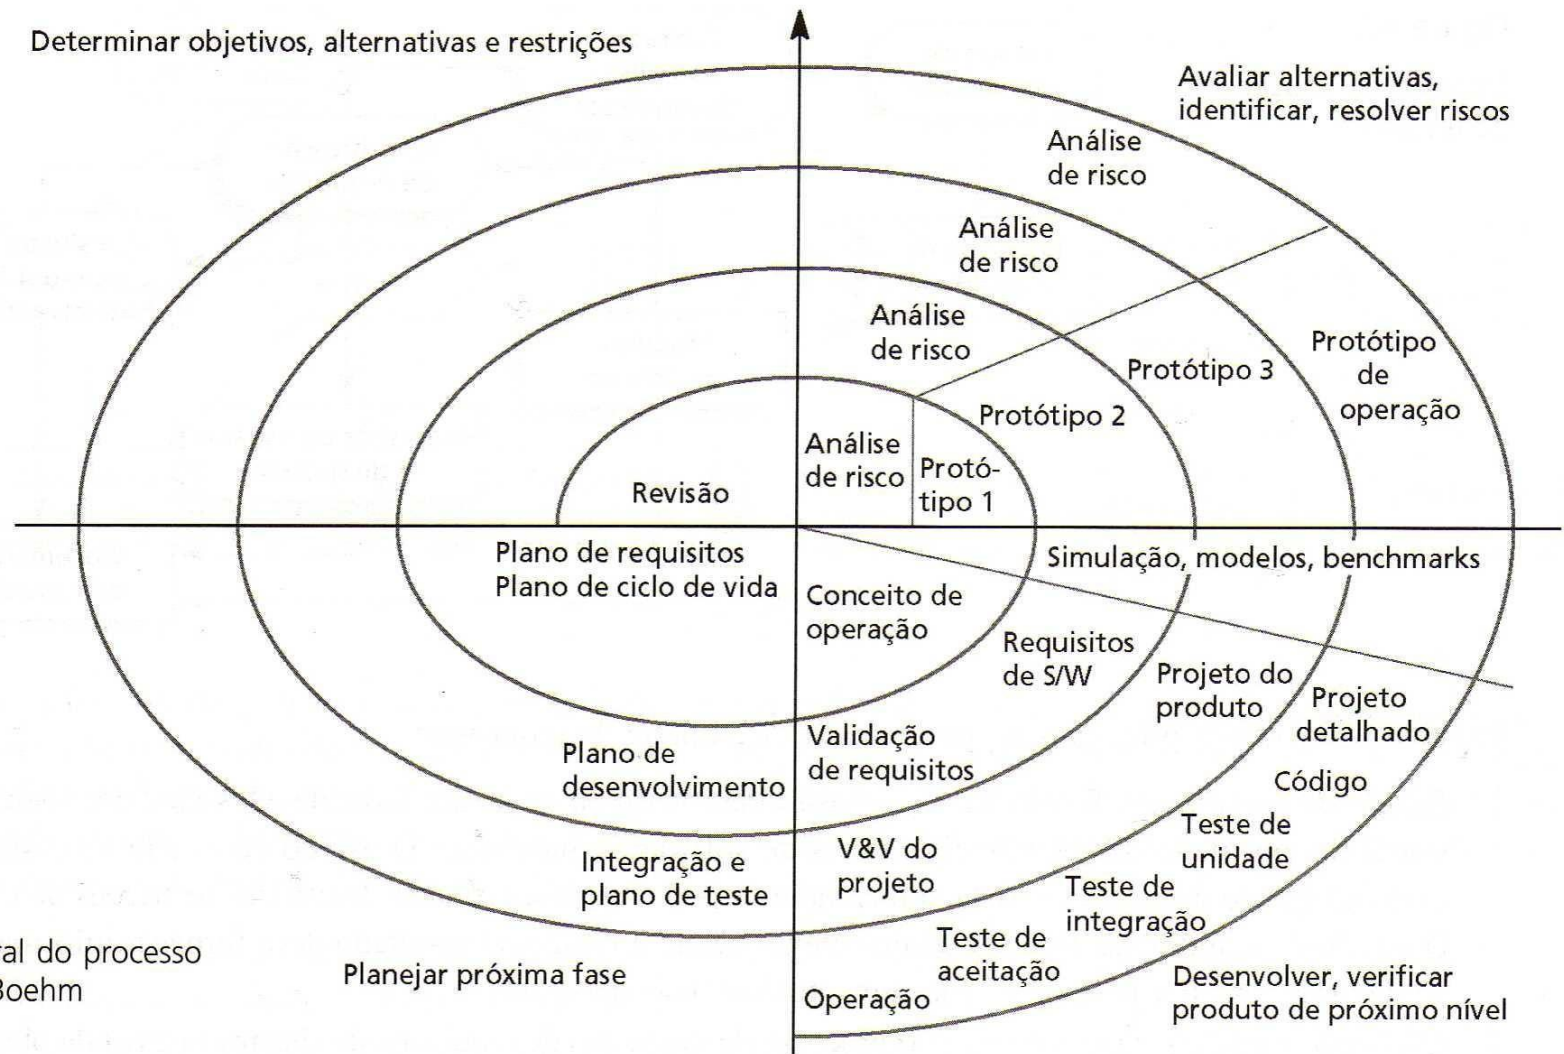 Determinar objetivos, alternativas e restrições
Avaliar alternativas,
identificar, resolver riscos
Análise
de risco
Análise
de risco
Análise
de risco
Protótipo
de
operação
Protótipo 3
Protótipo 2
Análise
de risco
Protó-
tipo 1
Revisão
Plano de requisitos
Plano de ciclo de vida
Simulação, modelos, benchmarks
Conceito de
operação
Requisitos
de S/W
Projeto do
produto
Projeto
detalhado
Plano de
desenvolvimento
Validação
de requisitos
Código
Integração e
plano de teste
V&V do
projeto
Teste de
unidade
Teste de
integração
Teste de
aceitação
Operação
Planejar próxima fase
Desenvolver, verificar
produto de próximo nível
do processo
Boehm